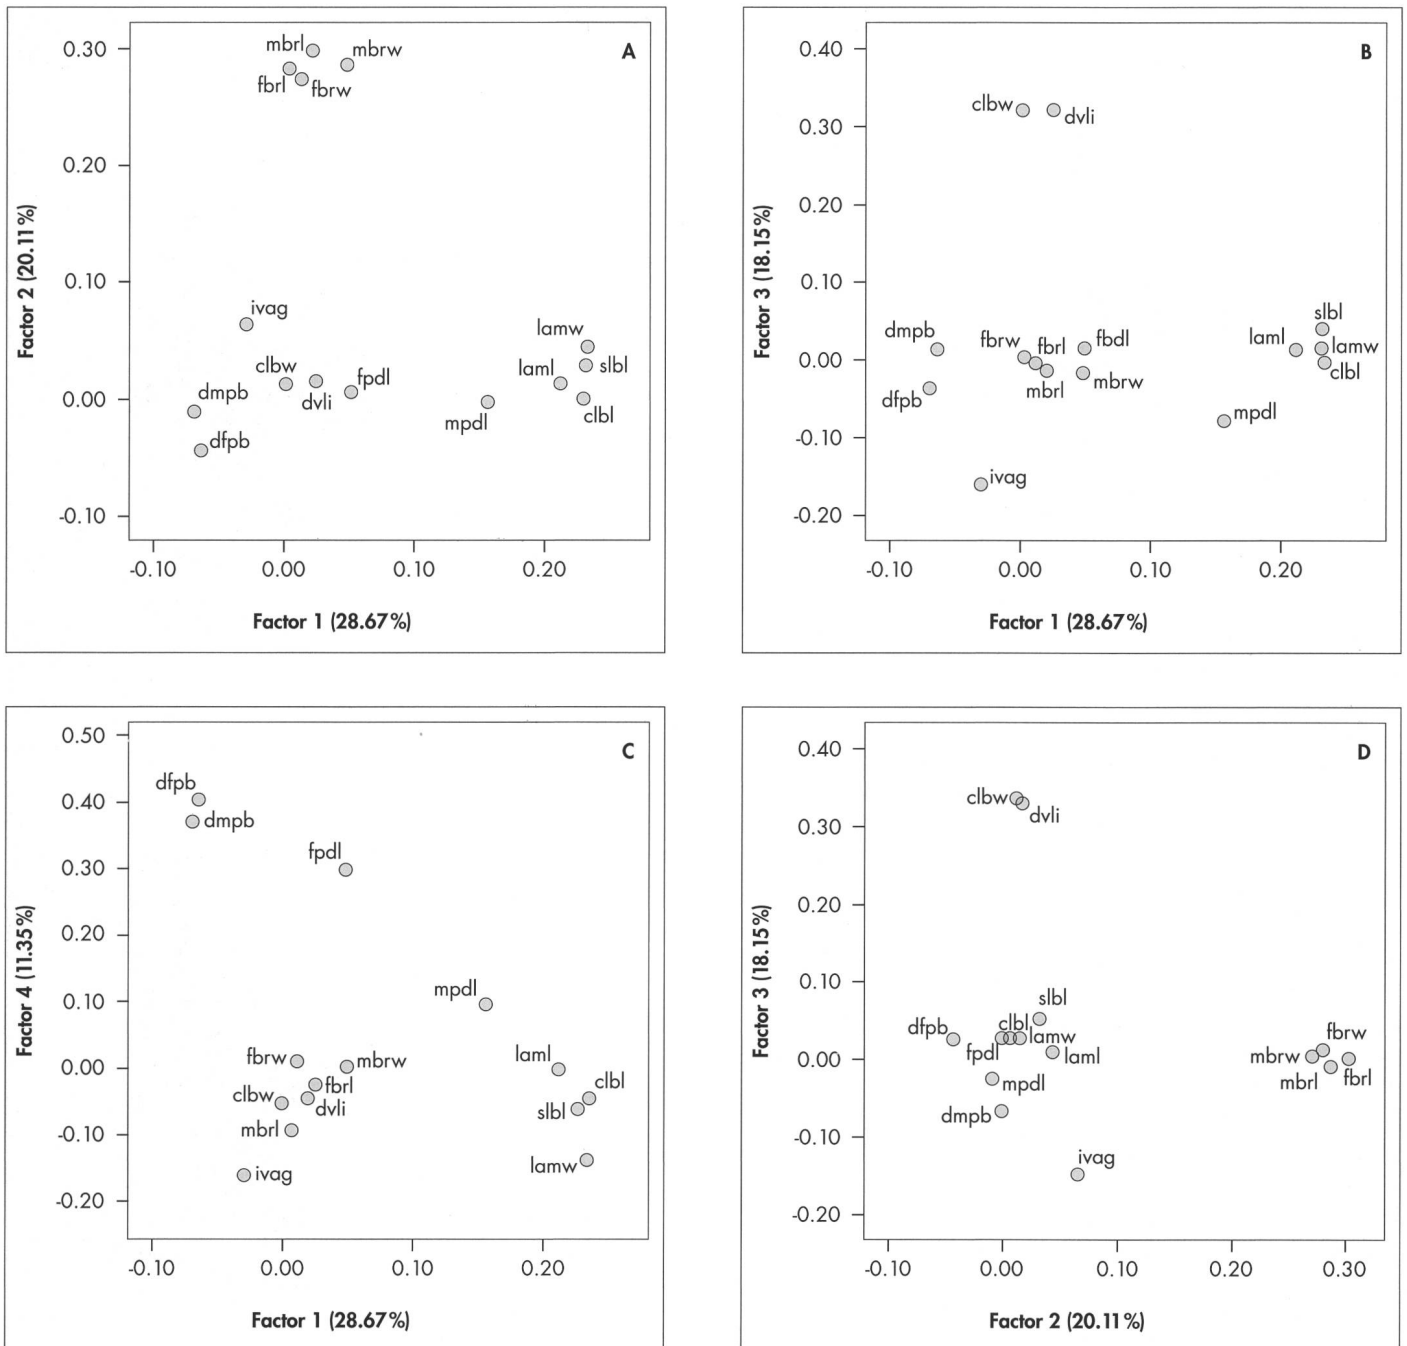 A
mbrl
mbrw
fbrl
fbrw
ivag
clbw
dvli
fpdl
dmpb
dfpb
mpdl
lamw
laml
slbl
clbl
0.30
0.20
0.10
0.00
-0.10
-0.10
0.00
0.10
0.20
Factor 2 (20.11%)
Factor 1 (28.67%)
B
clbw
dvli
dmpb
dfpb
fbrw
fbrl
fbdl
mbrl
mbrw
slbl
laml
lamw
clbl
mpdl
ivag
0.40
0.30
0.20
0.10
0.00
-0.10
-0.20
-0.10
0.00
0.10
0.20
Factor 3 (18.15%)
Factor 1 (28.67%)
C
dfpb
dmpb
fpdl
mpdl
fbrw
mbrw
fbrl
clbw
dvli
mbrl
ivag
laml
clbl
slbl
lamw
0.50
0.40
0.30
0.20
0.10
0.00
-0.10
-0.20
-0.10
0.00
0.10
0.20
Factor 4 (11.35%)
Factor 1 (28.67%)
D
clbw
dvli
slbl
dfpb
clbl
lamw
fpdl
laml
mpdl
dmpb
ivag
fbrw
mbrw
mbrl
fbrl
0.40
0.30
0.20
0.10
0.00
-0.10
-0.20
-0.10
0.00
0.10
0.20
0.30
Factor 3 (18.15%)
Factor 2 (20.11%)